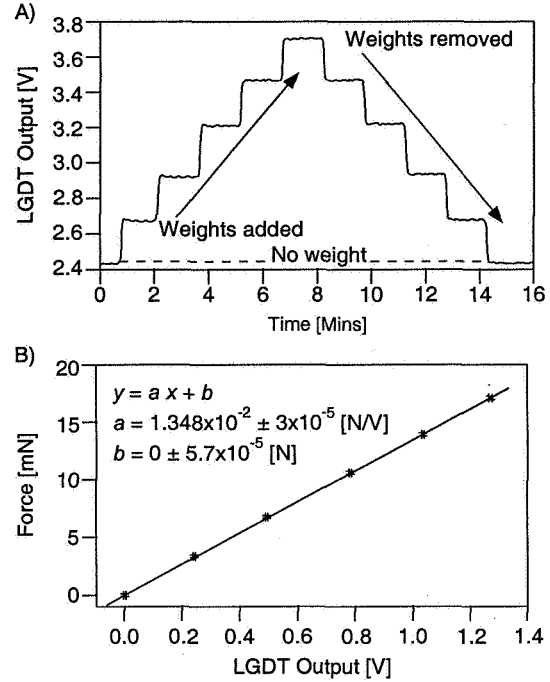 A)
3.8
3.6
3.4
3.2
3.0
2.8
2.6
2.4
LGDT Output [V]
Weights removed
Weights added
No weight
0 2 4 6 8 10 12 14 16
Time [Mins]
B)
20
15
10
5
0
Force [mN]
y = a x + b
a = 1.348x10⁻² ± 3x10⁻⁵ [N/V]
b = 0 ± 5.7x10⁻⁵ [N]
0.0 0.2 0.4 0.6 0.8 1.0 1.2 1.4
LGDT Output [V]